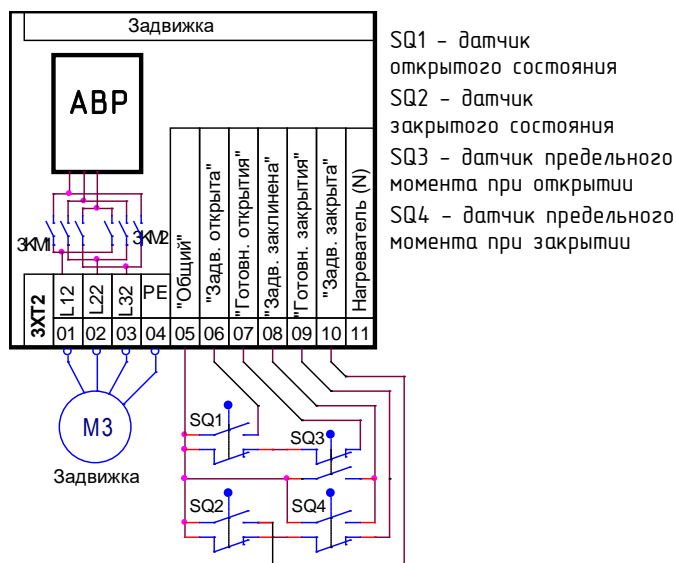 Задвижка
SQ1 - датчик
открытого состояния
SQ2 - датчик
закрытого состояния
SQ3 - датчик предельного
момента при открытии
SQ4 - датчик предельного
момента при закрытии
АВР
3KM1
3KM2
3XT2
L12
L22
L32
PE
"Общий"
"Задв. открыта"
"Готовн. открытия"
"Задв. заклинена"
"Готовн. закрытия"
"Задв. закрыта"
Нагреватель (N)
01 02 03 04 05 06 07 08 09 10 11
М3
Задвижка
SQ1
SQ3
SQ2
SQ4